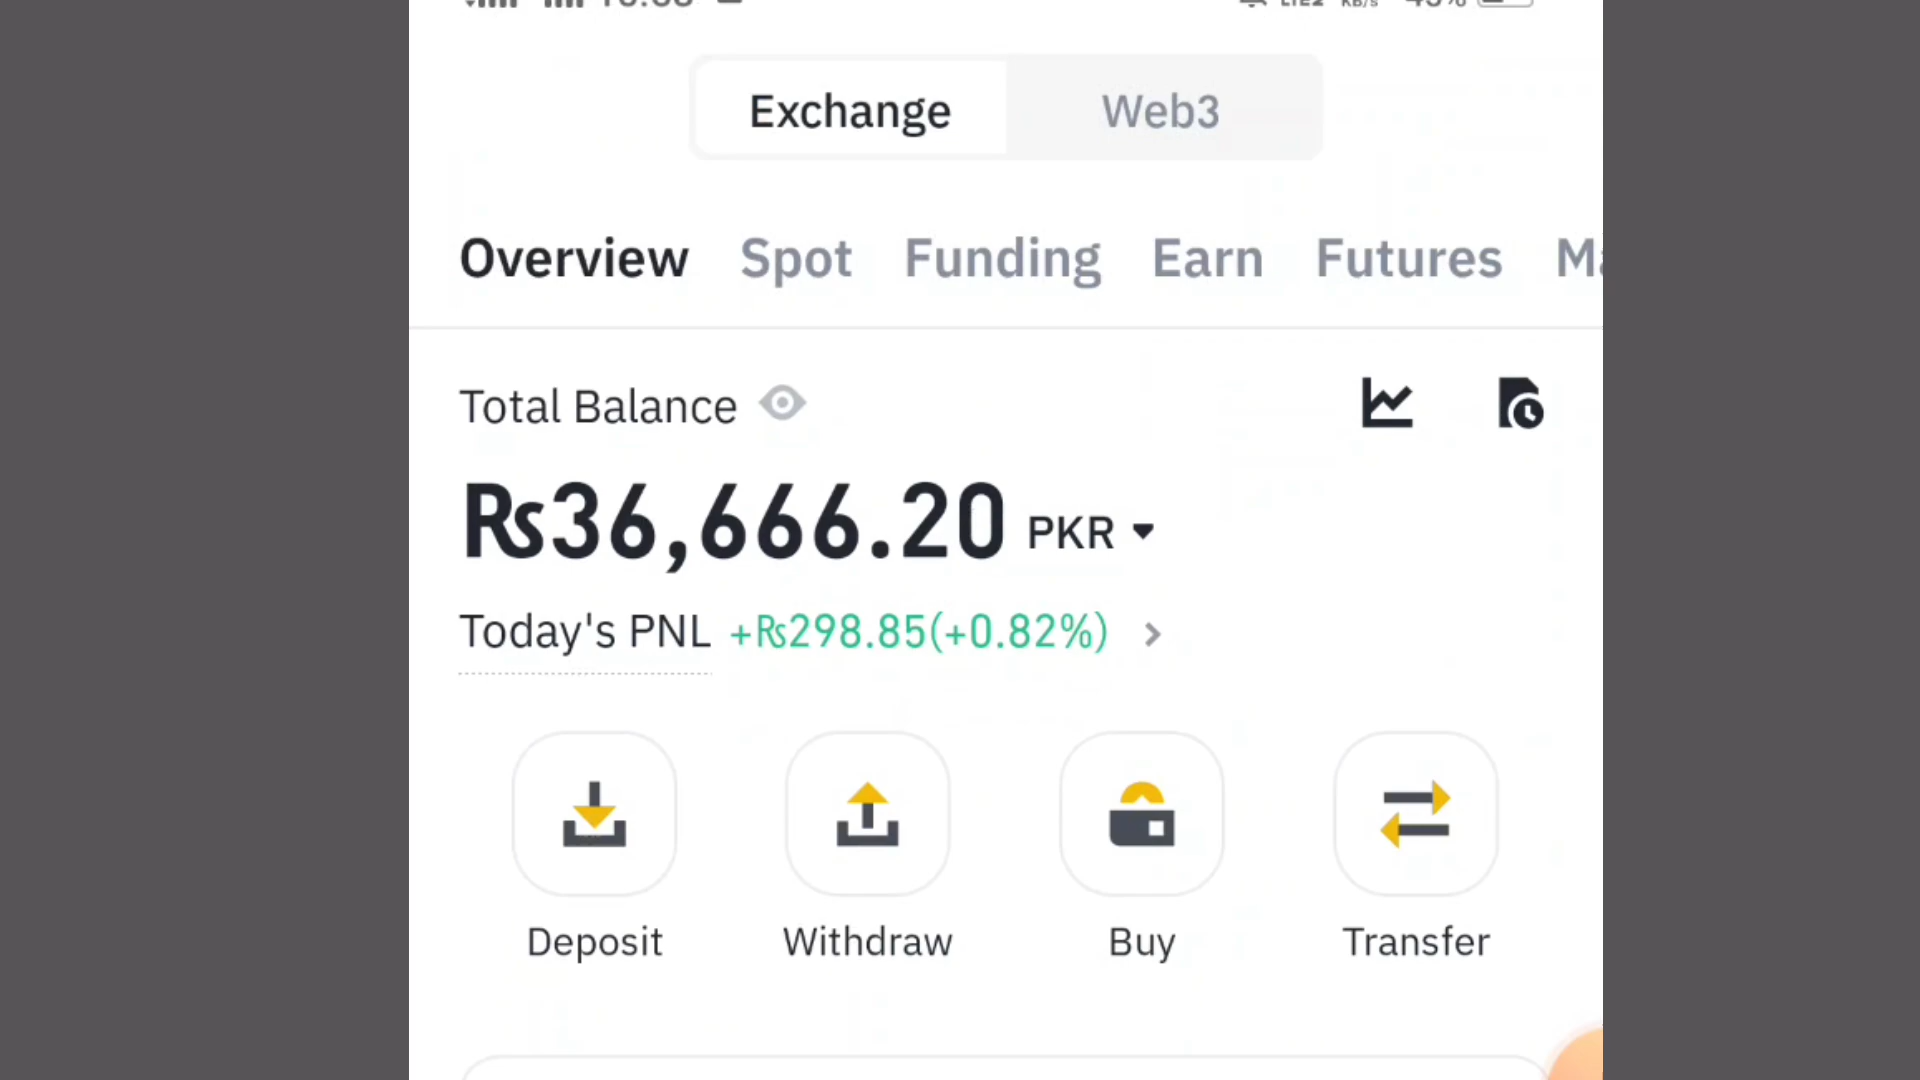 Exchange Web3
Overview Spot Funding Earn Futures
Total Balance
₨36,666.20 PKR
Today's PNL +₨298.85(+0.82%)
Deposit Withdraw Buy Transfer